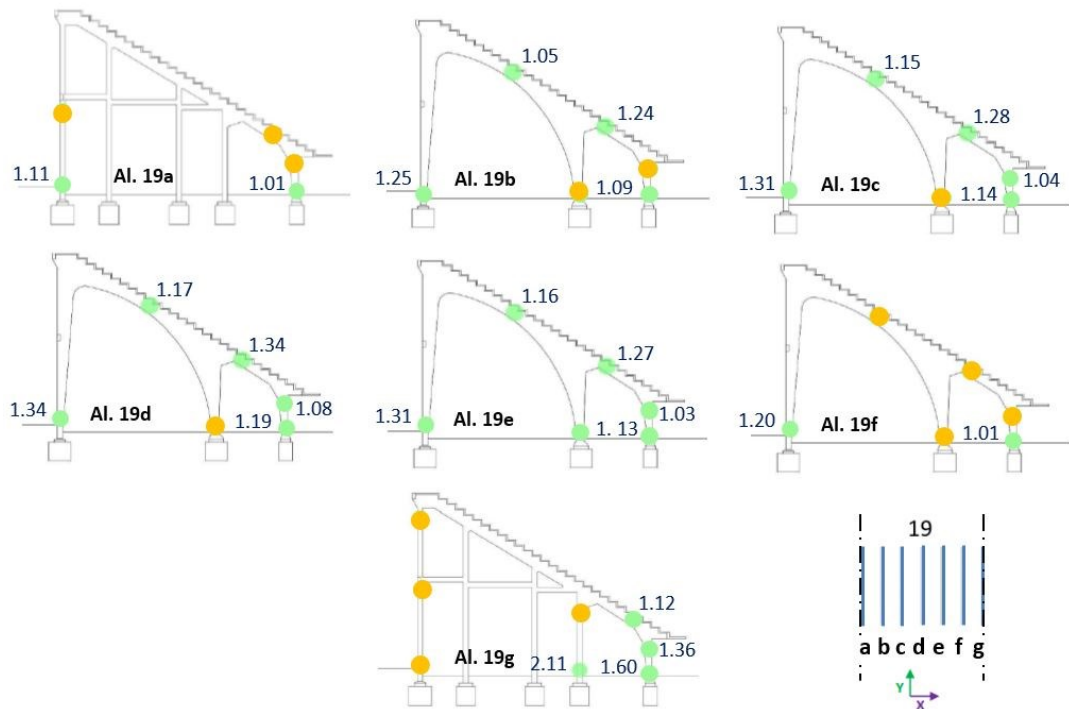 1.11
Al. 19a
1.01
1.05
1.24
1.25
Al. 19b
1.09
1.15
1.28
1.31
Al. 19c
1.14
1.04
1.17
1.34
1.34
Al. 19d
1.19
1.08
1.16
1.27
1.31
Al. 19e
1. 13
1.03
1.20
Al. 19f
1.01
1.12
Al. 19g
2.11
1.60
1.36
19
a b c d e f g
Y
X